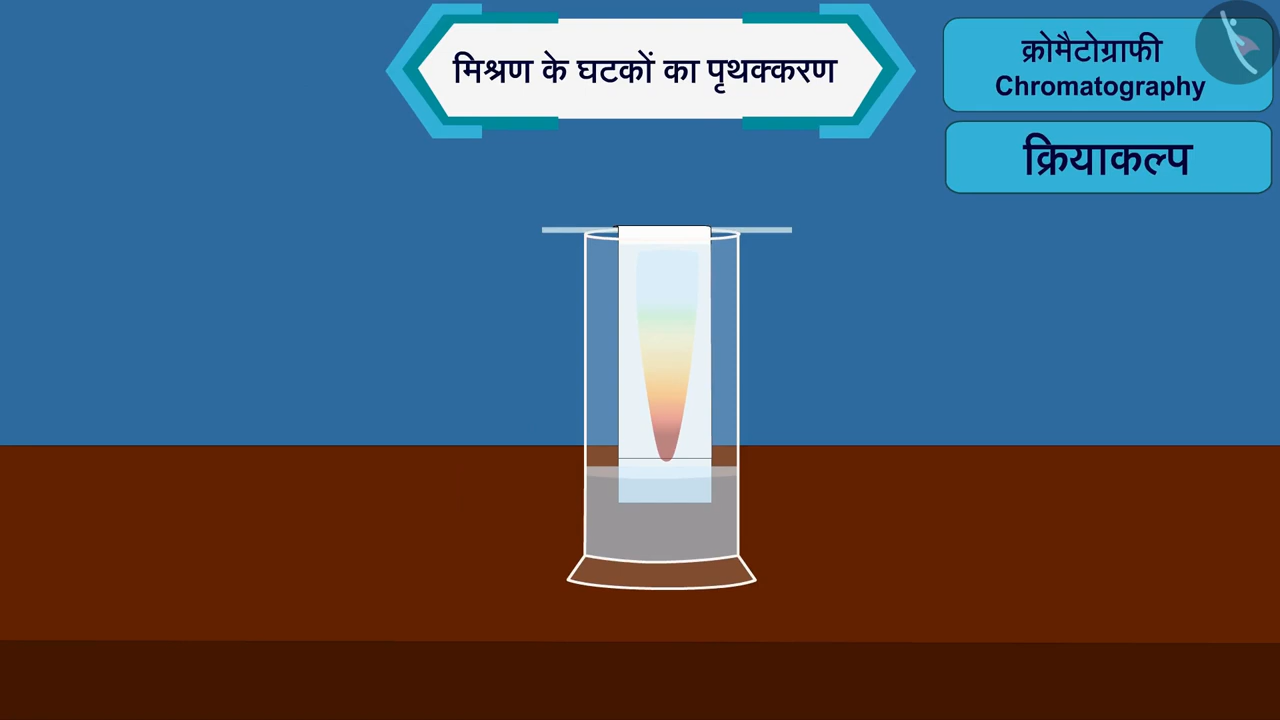 मिश्रण के घटकों का पृथक्करण
क्रोमैटोग्राफी
Chromatography
क्रियाकल्प